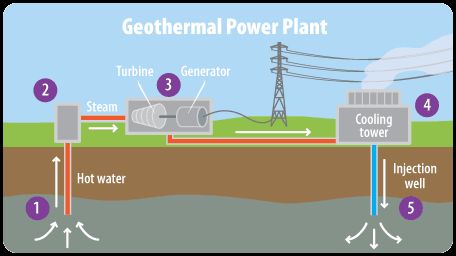 Geothermal Power Plant
Turbine
3
Generator
2
Steam
4
Cooling
tower
Hot water
Injection
well
1
5